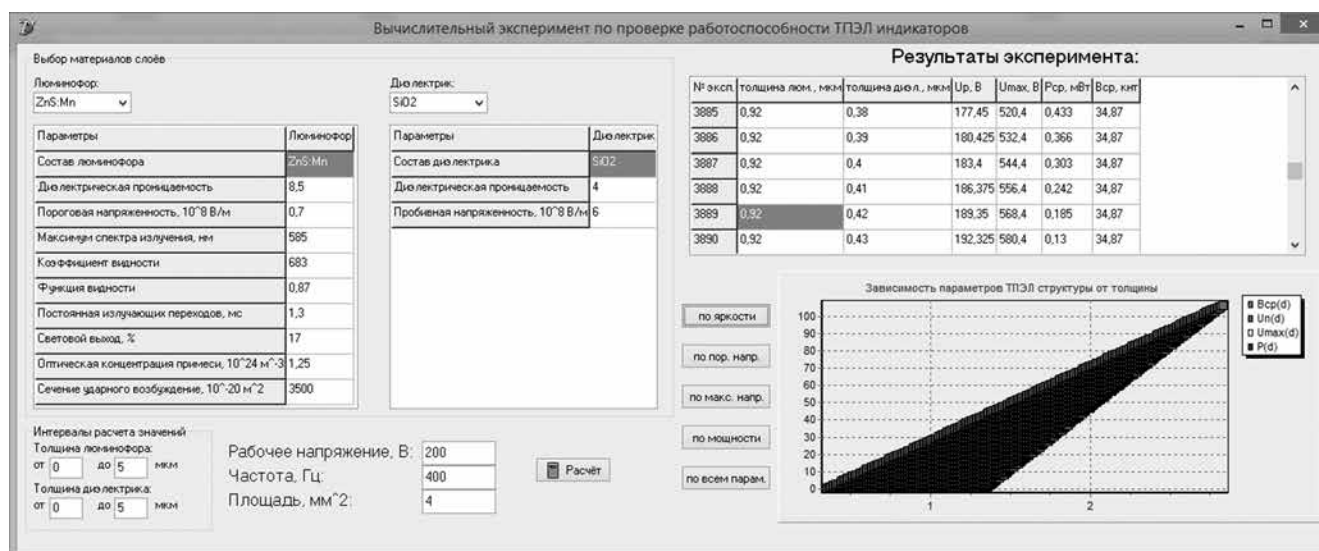 Вычислительный эксперимент по проверке работоспособности ТПЭЛ индикаторов
Выбор материалов слоёв
Люминофор:
ZnS:Mn
Диэлектрик:
SiO2
Параметры Люминофор
Состав люминофора ZnS:Mn
Диэлектрическая проницаемость 8,5
Пороговая напряженность, 10^8 В/м 0,7
Максимум спектра излучения, нм 585
Коэффициент видности 683
Функция видности 0,87
Постоянная излучающих переходов, мс 1,3
Световой выход, % 17
Оптическая концентрация примеси, 10^24 м^-3 1,25
Сечение ударного возбуждение, 10^-20 м^2 3500
Параметры Диэлектрик
Состав диэлектрика SiO2
Диэлектрическая проницаемость 4
Пробивная напряженность, 10^8 В/м 6
Интервалы расчета значений
Толщина люминофора:
от 0 до 5 мкм
Толщина диэлектрика:
от 0 до 5 мкм
Рабочее напряжение, В: 200
Частота, Гц: 400
Площадь, мм^2: 4
Расчёт
Результаты эксперимента:
№ эксп. толщина люм., мкм толщина диэл., мкм Up, В Umax, В Pср, мВт Вср, кнт
3885 0,92 0,38 177,45 520,4 0,433 34,87
3886 0,92 0,39 180,425 532,4 0,366 34,87
3887 0,92 0,4 183,4 544,4 0,303 34,87
3888 0,92 0,41 186,375 556,4 0,242 34,87
3889 0,92 0,42 189,35 568,4 0,185 34,87
3890 0,92 0,43 192,325 580,4 0,13 34,87
по яркости
по пор. напр.
по макс. напр.
по мощности
по всем парам.
Зависимость параметров ТПЭЛ структуры от толщины
100
90
80
70
60
50
40
30
20
10
0
1 2
Вср(d)
Uп(d)
Umax(d)
P(d)